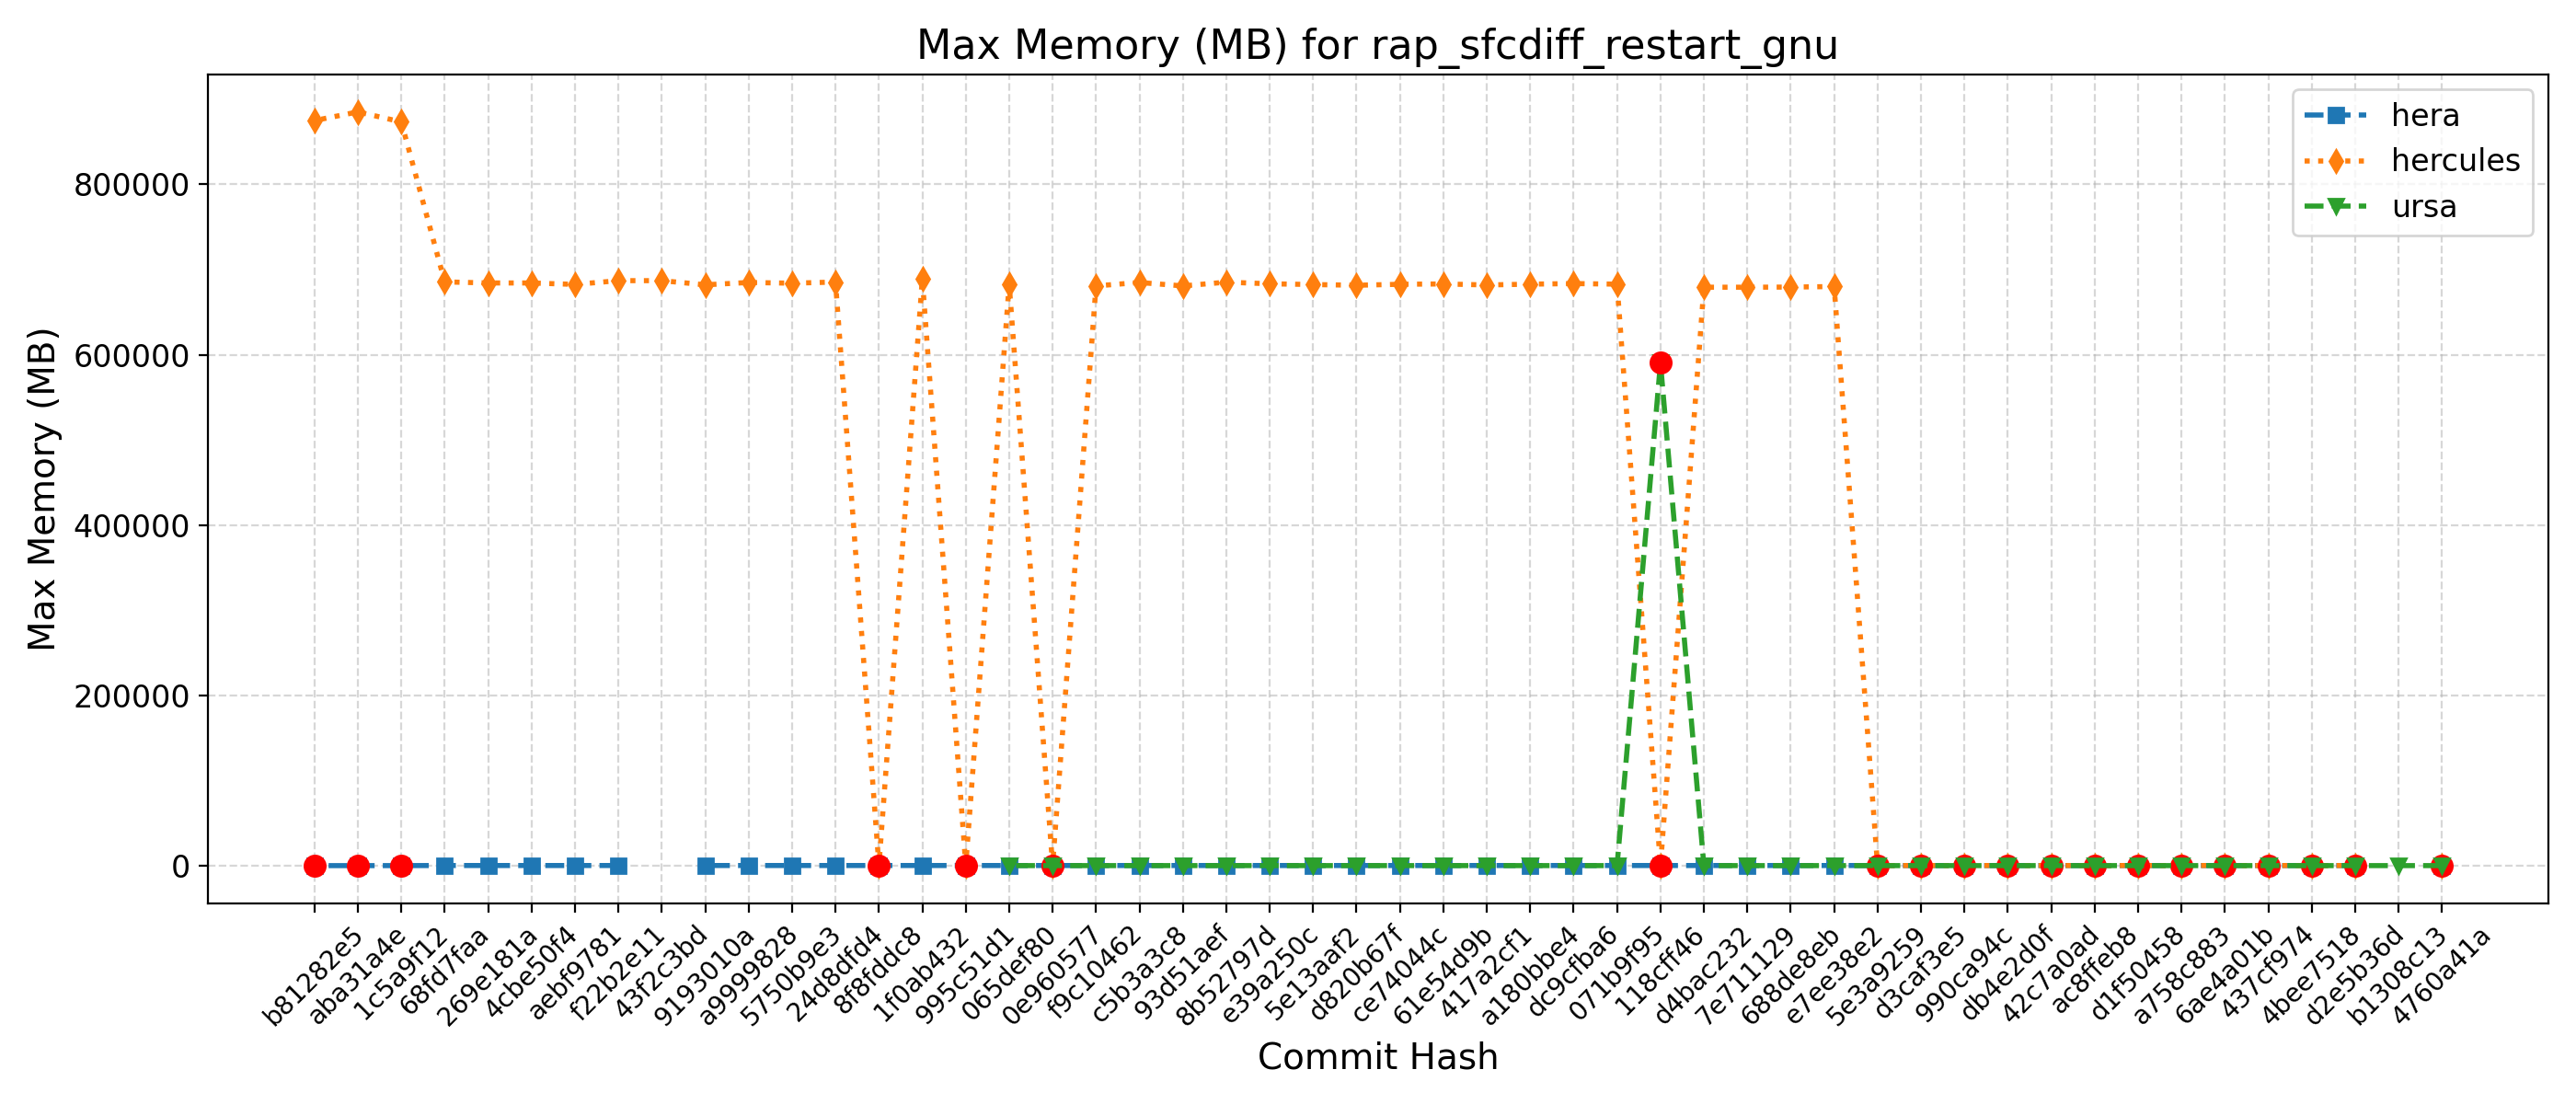 Max Memory (MB) for rap_sfcdiff_restart_gnu
hera
hercules
ursa
Max Memory (MB)
800000
600000
400000
200000
0
b81282e5
aba31a4e
1c5a9f12
68fd7faa
269e181a
4cbe50f4
aebf9781
f22b2e11
43f2c3bd
9193010a
a9999828
5750b9e3
24d8dfd4
8f8fddc8
1f0ab432
995c51d1
065def80
0e960577
f9c10462
c5b3a3c8
93d51aef
8b52797d
e39a250c
5e13aaf2
d820b67f
ce74044c
61e54d9b
417a2cf1
a180bbe4
dc9cfba6
071b9f95
118cff46
d4bac232
7e711129
688de8eb
e7ee38e2
5e3a9259
d3caf3e5
990ca94c
db4e2d0f
42c7a0ad
ac8ffeb8
d1f50458
a758c883
6ae4a01b
437cf974
4bee7518
d2e5b36d
b1308c13
4760a41a
Commit Hash